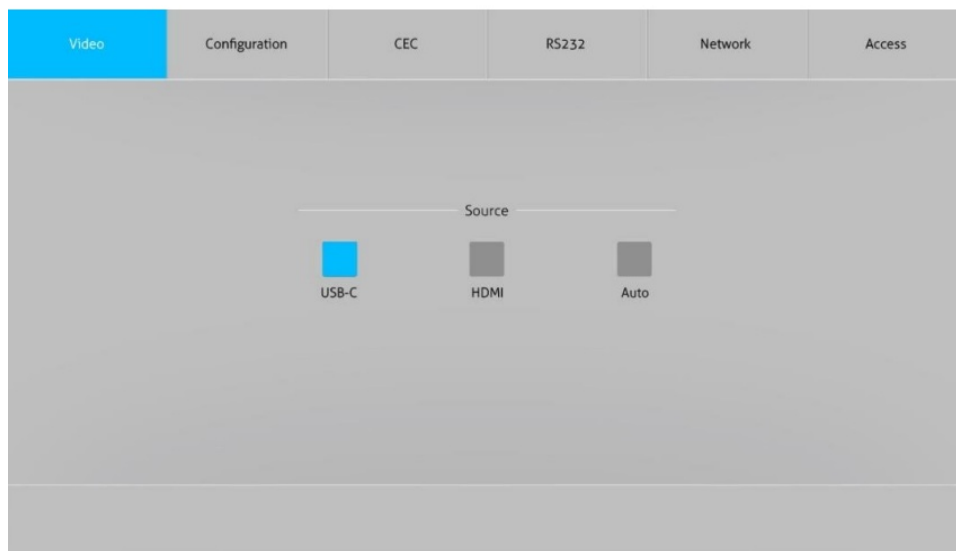 Video Configuration CEC RS232 Network Access
Source
USB-C HDMI Auto